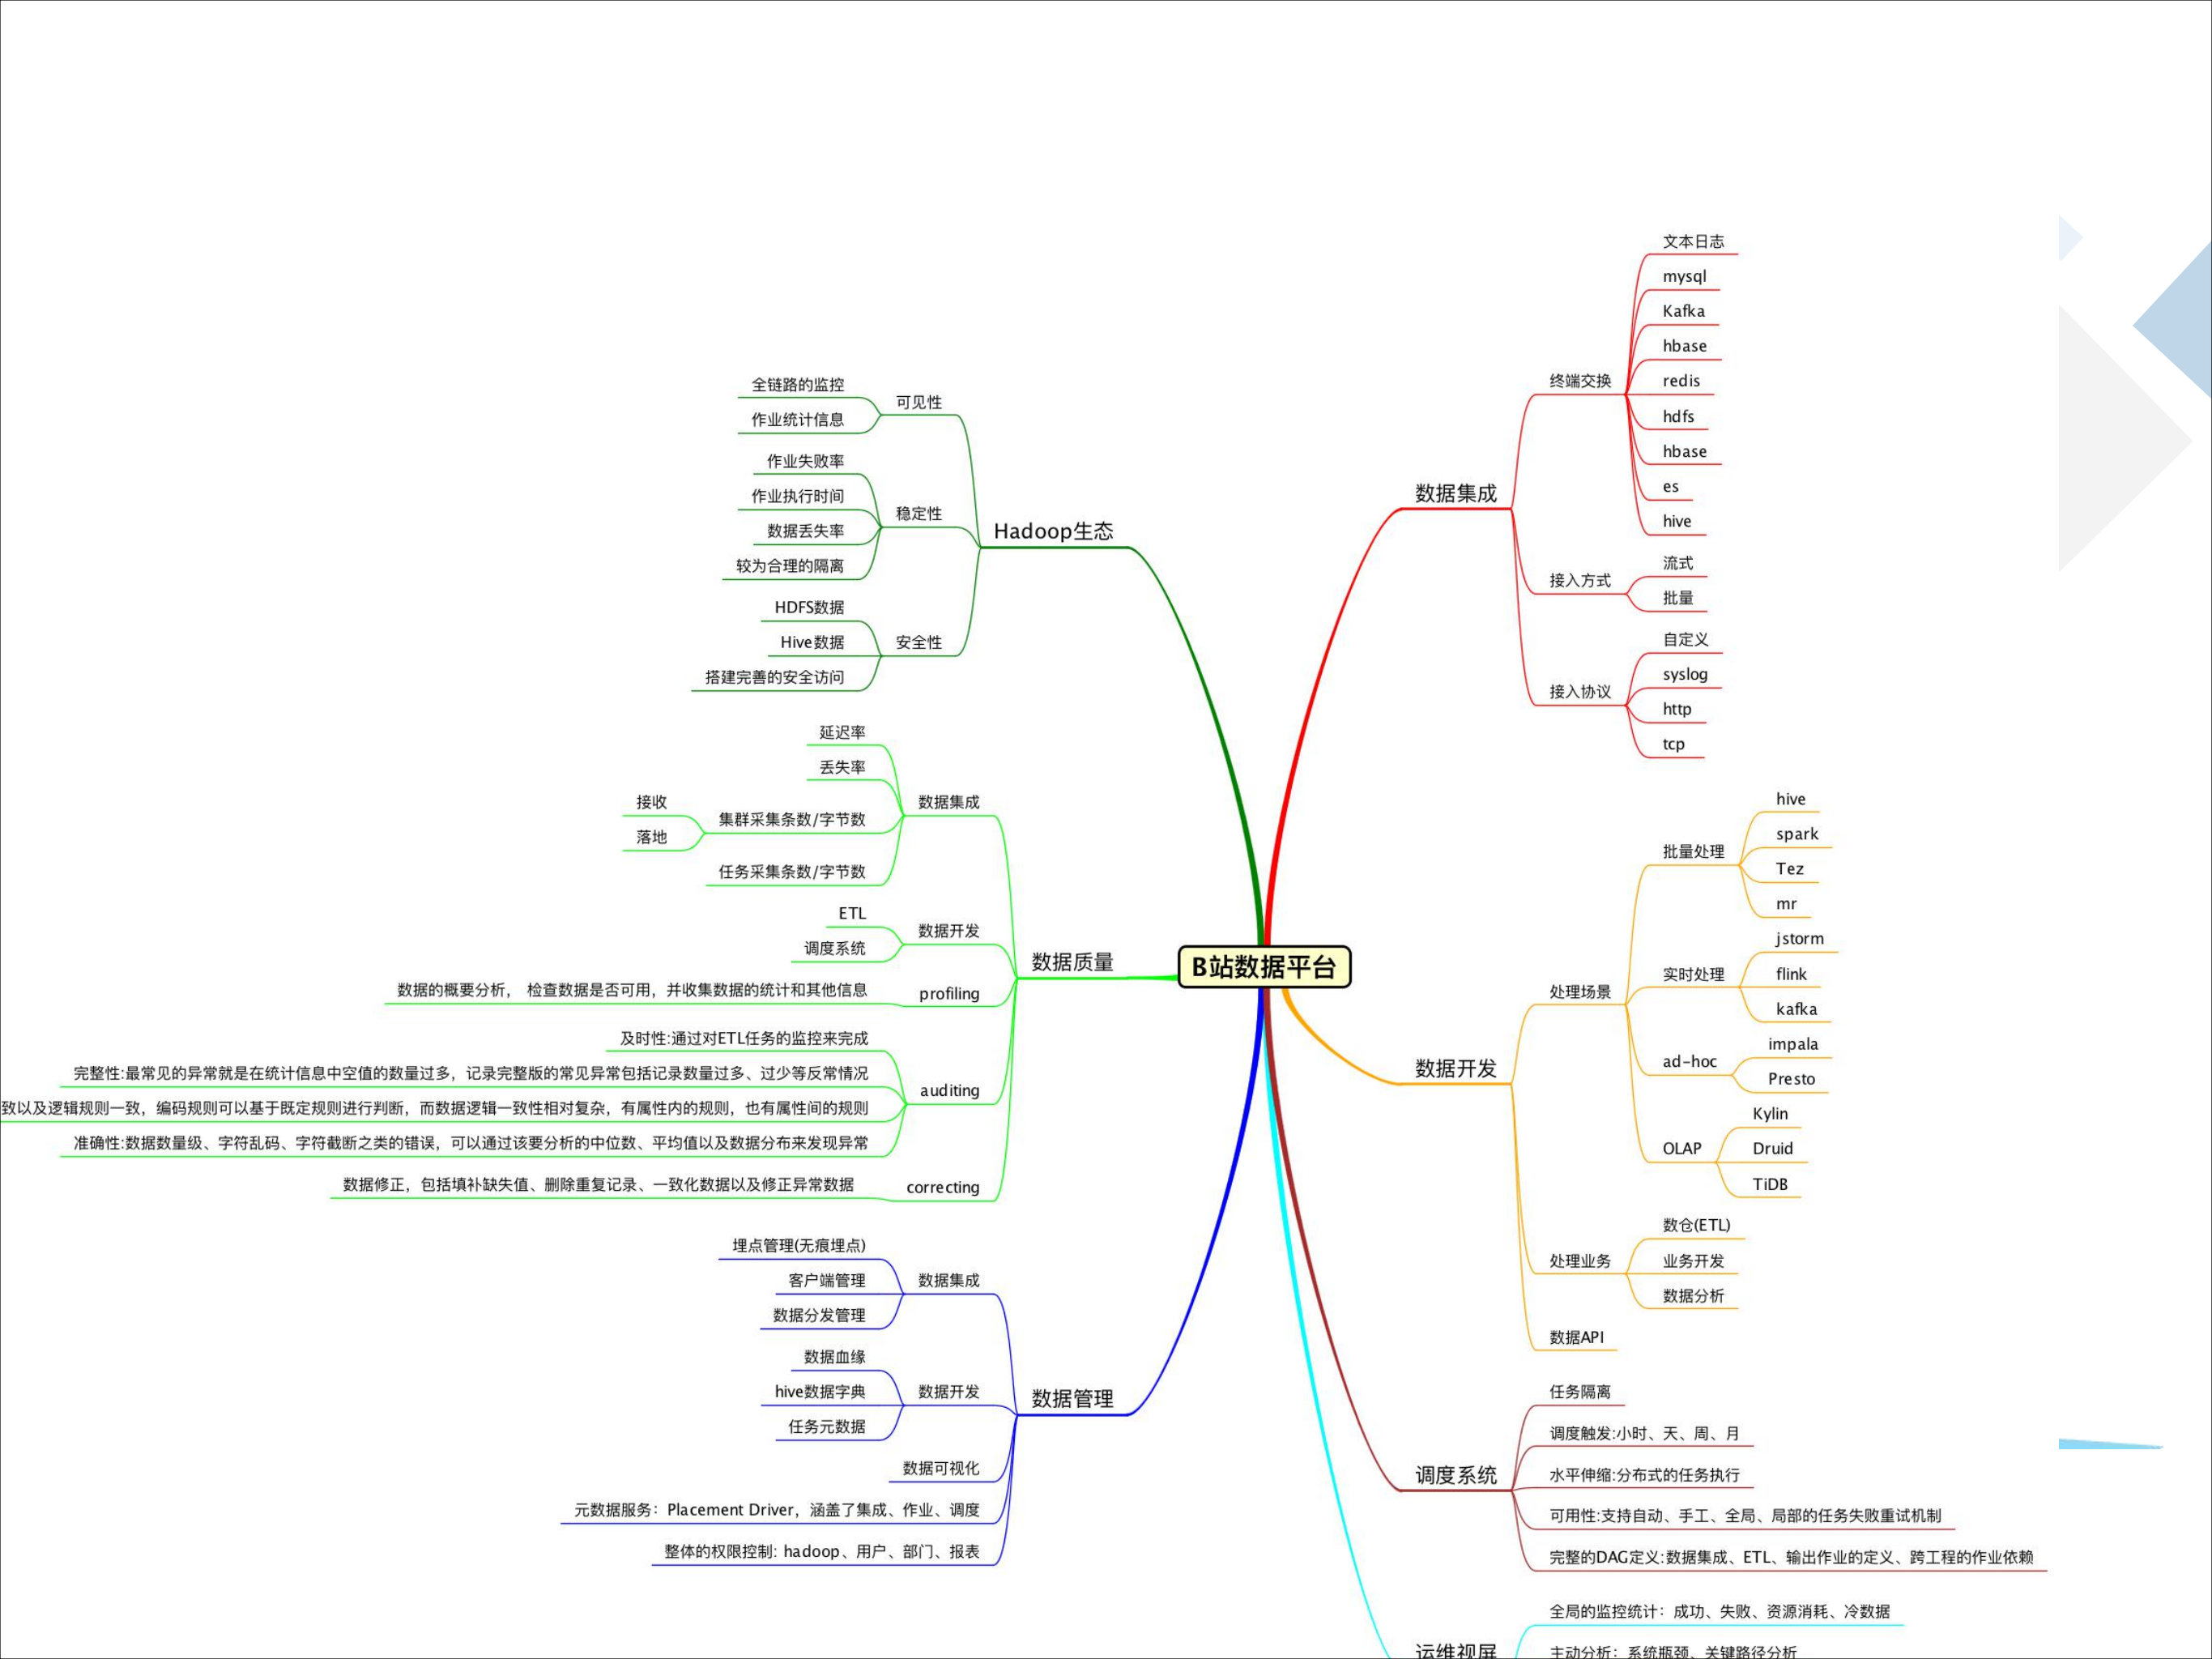 B站数据平台
数据集成
终端交换
文本日志
mysql
Kafka
hbase
redis
hdfs
hbase
es
hive
接入方式
流式
批量
接入协议
自定义
syslog
http
tcp
数据开发
处理场景
批量处理
hive
spark
Tez
mr
实时处理
jstorm
flink
kafka
ad-hoc
impala
Presto
OLAP
Kylin
Druid
TiDB
处理业务
数仓(ETL)
业务开发
数据分析
数据API
调度系统
任务隔离
调度触发:小时、天、周、月
水平伸缩:分布式的任务执行
可用性:支持自动、手工、全局、局部的任务失败重试机制
完整的DAG定义:数据集成、ETL、输出作业的定义、跨工程的作业依赖
运维视屏
全局的监控统计：成功、失败、资源消耗、冷数据
主动分析：系统瓶颈、关键路径分析
Hadoop生态
可见性
全链路的监控
作业统计信息
稳定性
作业失败率
作业执行时间
数据丢失率
较为合理的隔离
安全性
HDFS数据
Hive数据
搭建完善的安全访问
数据质量
数据集成
延迟率
丢失率
集群采集条数/字节数
接收
落地
任务采集条数/字节数
数据开发
ETL
调度系统
profiling
数据的概要分析， 检查数据是否可用，并收集数据的统计和其他信息
auditing
及时性:通过对ETL任务的监控来完成
完整性:最常见的异常就是在统计信息中空值的数量过多，记录完整版的常见异常包括记录数量过多、过少等反常情况
致以及逻辑规则一致，编码规则可以基于既定规则进行判断，而数据逻辑一致性相对复杂，有属性内的规则，也有属性间的规则
准确性:数据数量级、字符乱码、字符截断之类的错误，可以通过该要分析的中位数、平均值以及数据分布来发现异常
correcting
数据修正，包括填补缺失值、删除重复记录、一致化数据以及修正异常数据
数据管理
数据集成
埋点管理(无痕埋点)
客户端管理
数据分发管理
数据开发
数据血缘
hive数据字典
任务元数据
数据可视化
元数据服务：Placement Driver，涵盖了集成、作业、调度
整体的权限控制: hadoop、用户、部门、报表